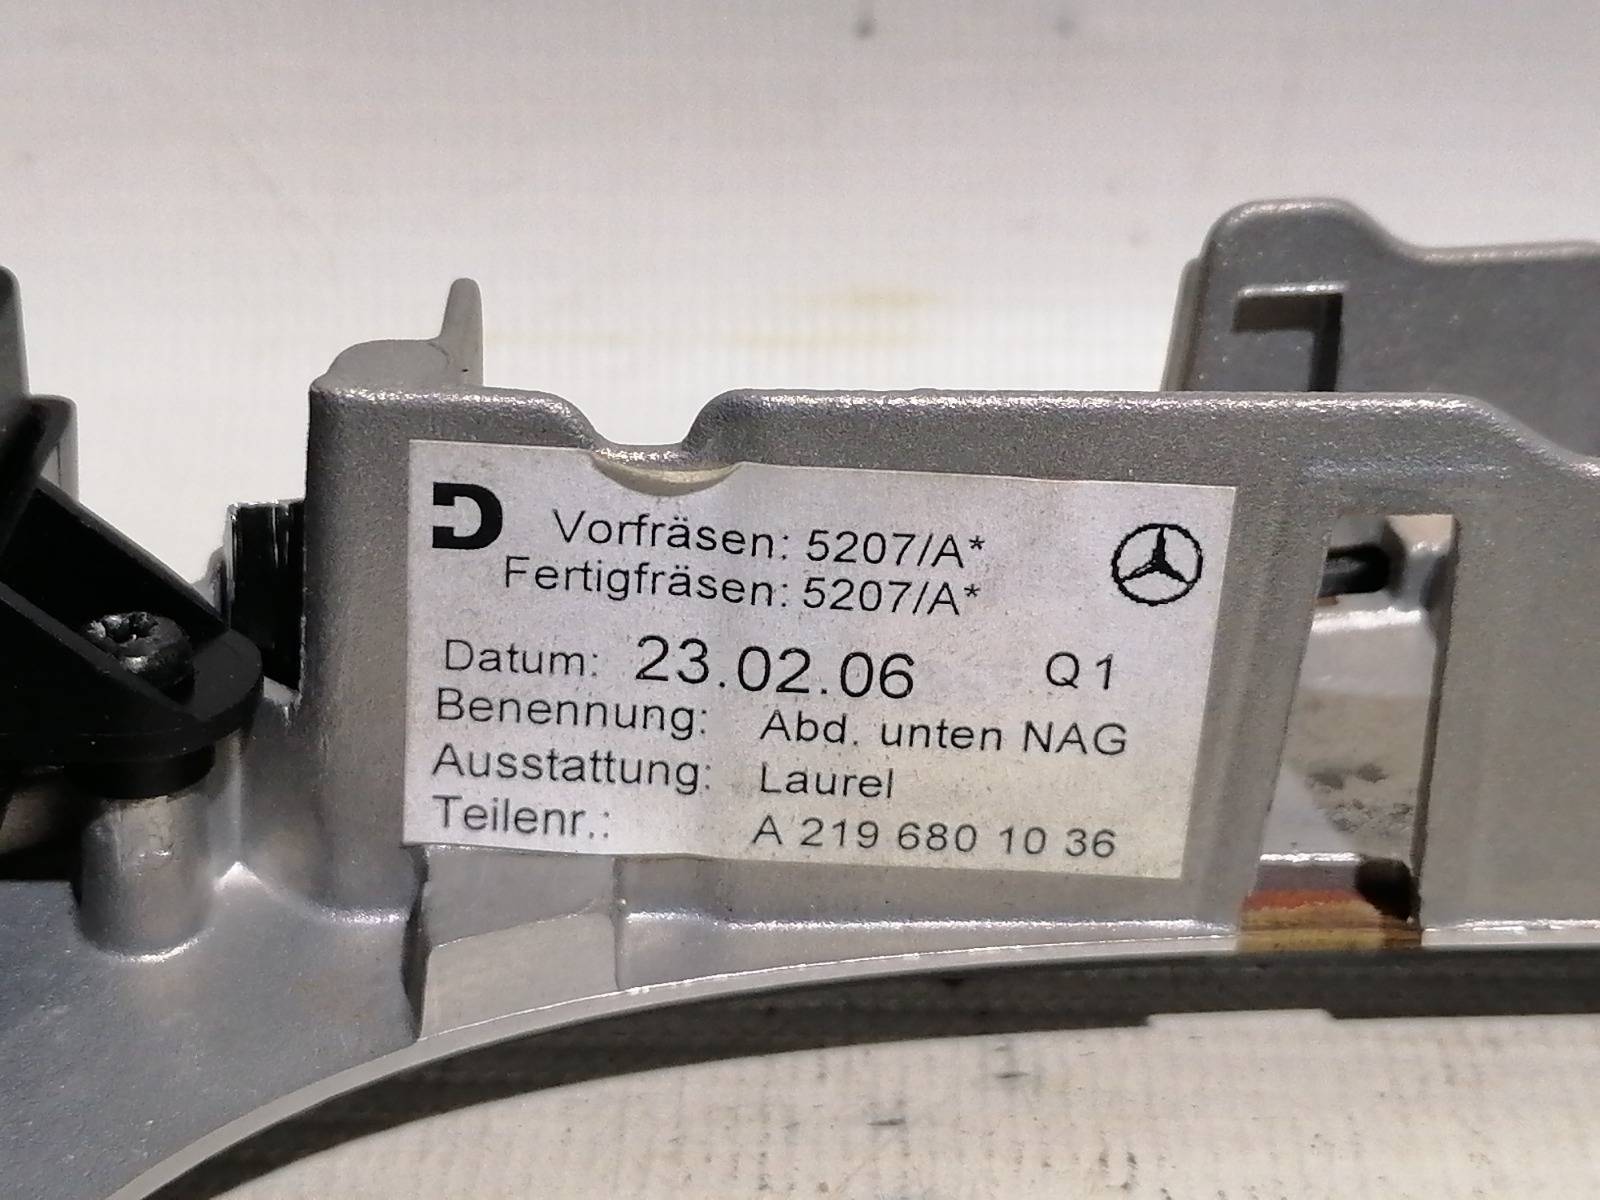 D
Vorfräsen: 5207/A*
Fertigfräsen: 5207/A*
Datum: 23.02.06 Q1
Benennung: Abd. unten NAG
Ausstattung: Laurel
Teilenr.: A 219 680 10 36